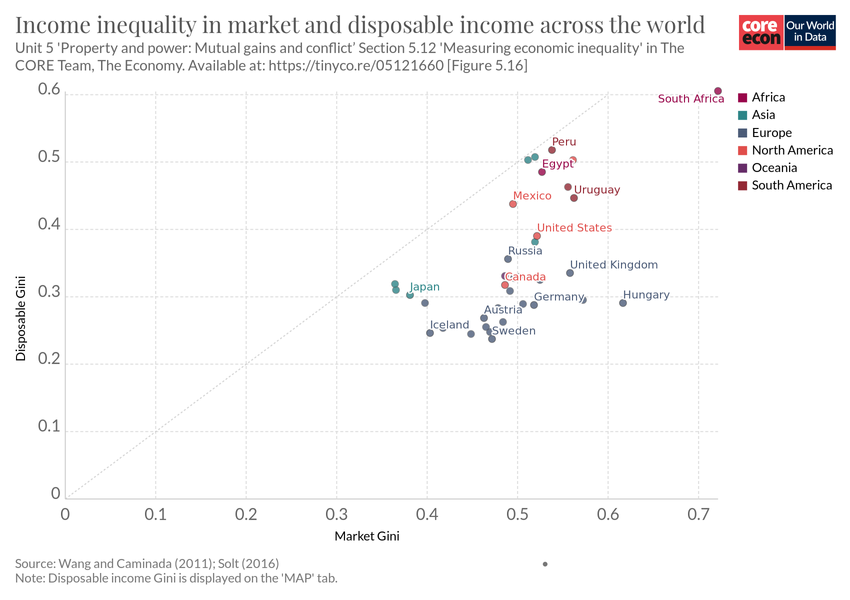 Income inequality in market and disposable income across the world
Unit 5 'Property and power: Mutual gains and conflict' Section 5.12 'Measuring economic inequality' in The
CORE Team, The Economy. Available at: https://tinyco.re/05121660 [Figure 5.16]
core
econ
Our World
in Data
0.6
0.5
0.4
0.3
0.2
0.1
0
Disposable Gini
South Africa
Peru
Egypt
Uruguay
Mexico
United States
Russia
United Kingdom
Canada
Japan
Germany
Hungary
Austria
Iceland
Sweden
Africa
Asia
Europe
North America
Oceania
South America
0 0.1 0.2 0.3 0.4 0.5 0.6 0.7
Market Gini
Source: Wang and Caminada (2011); Solt (2016)
Note: Disposable income Gini is displayed on the 'MAP' tab.